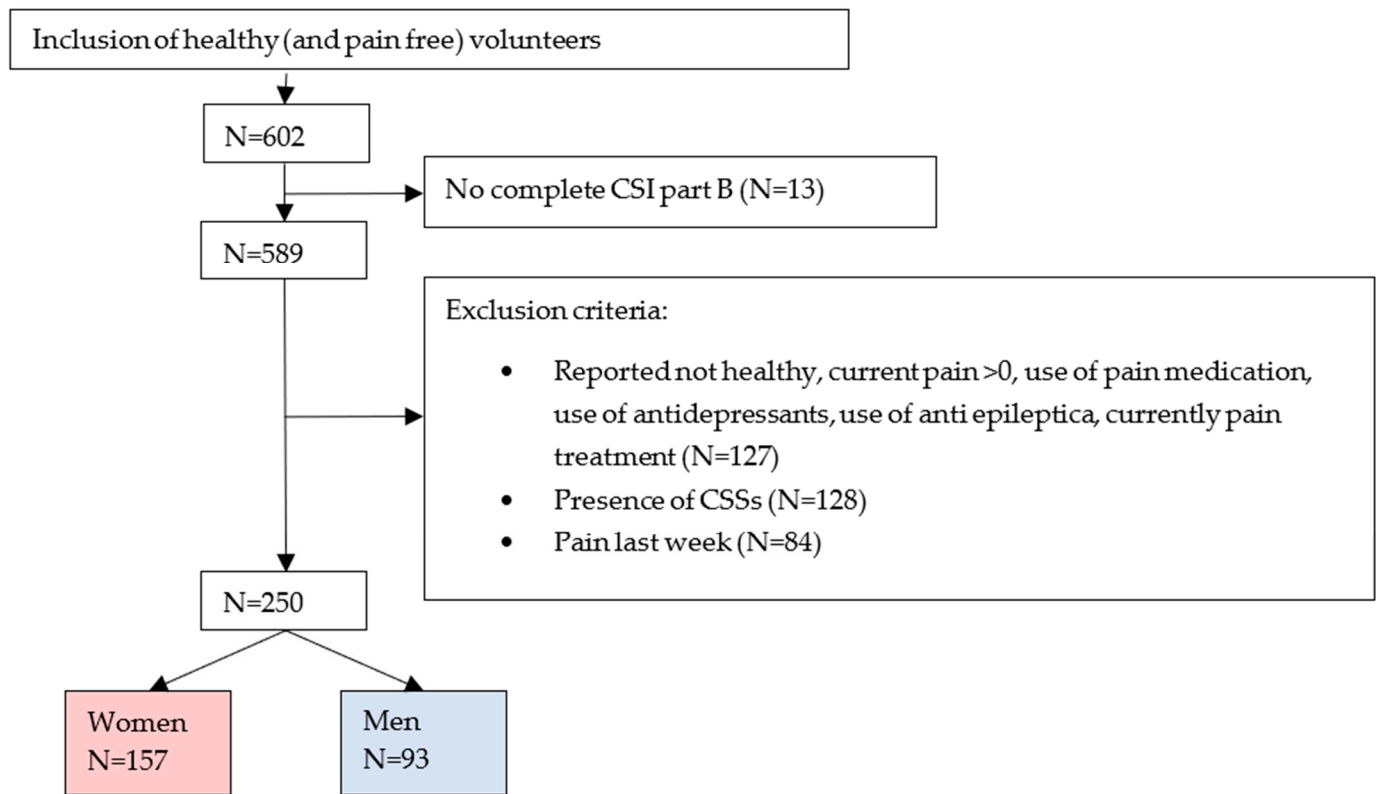 Inclusion of healthy (and pain free) volunteers
N=602
No complete CSI part B (N=13)
N=589
Exclusion criteria:
• Reported not healthy, current pain >0, use of pain medication,
use of antidepressants, use of anti epileptica, currently pain
treatment (N=127)
• Presence of CSSs (N=128)
• Pain last week (N=84)
N=250
Women
N=157
Men
N=93